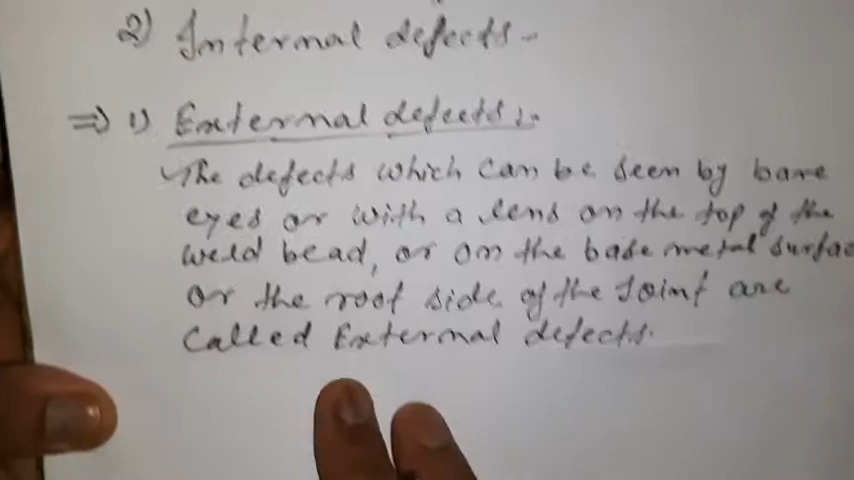 2) Internal defects -
⇒ 1) External defects :-
The defects which can be seen by bare
eyes or with a lens on the top of the
weld bead, or on the base metal surfac
or the root side of the Joint are
called External defects.